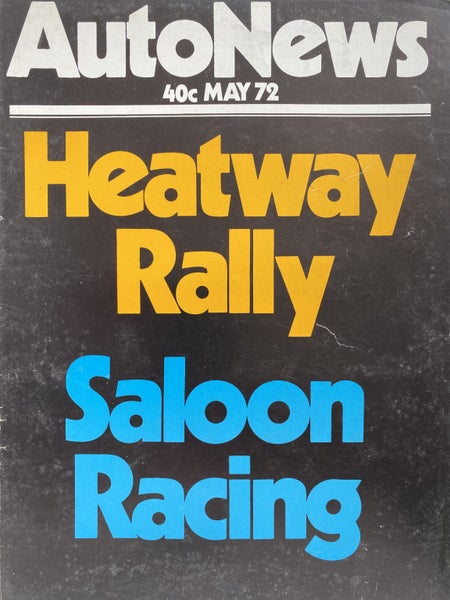 AutoNews
40c MAY 72
Heatway
Rally
Saloon
Racing